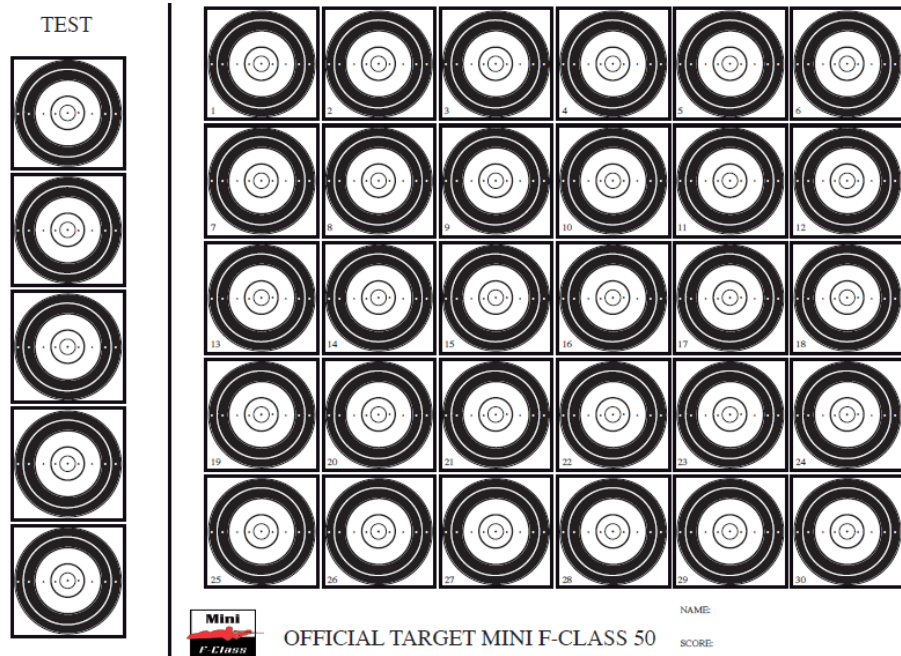 TEST
1 2 3 4 5 6
7 8 9 10 11 12
13 14 15 16 17 18
19 20 21 22 23 24
25 26 27 28 29 30
Mini
F-Class
OFFICIAL TARGET MINI F-CLASS 50
NAME:
SCORE: